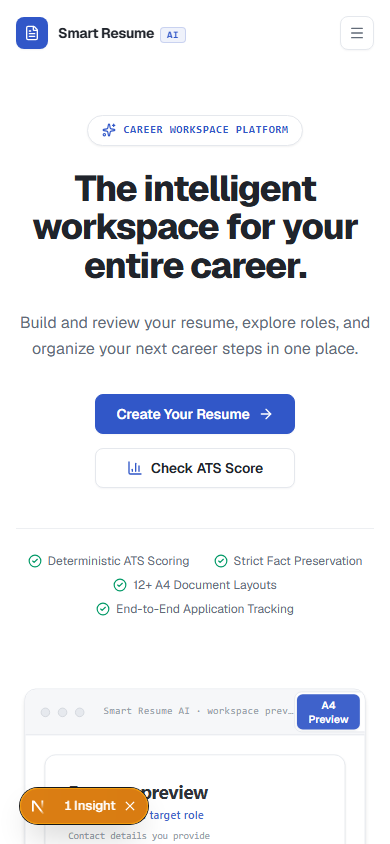 Smart Resume AI
CAREER WORKSPACE PLATFORM
The intelligent
workspace for your
entire career.
Build and review your resume, explore roles, and
organize your next career steps in one place.
Create Your Resume
Check ATS Score
Deterministic ATS Scoring Strict Fact Preservation
12+ A4 Document Layouts
End-to-End Application Tracking
Smart Resume AI · workspace prev…
A4
Preview
preview
target role
N 1 Insight
Contact details you provide